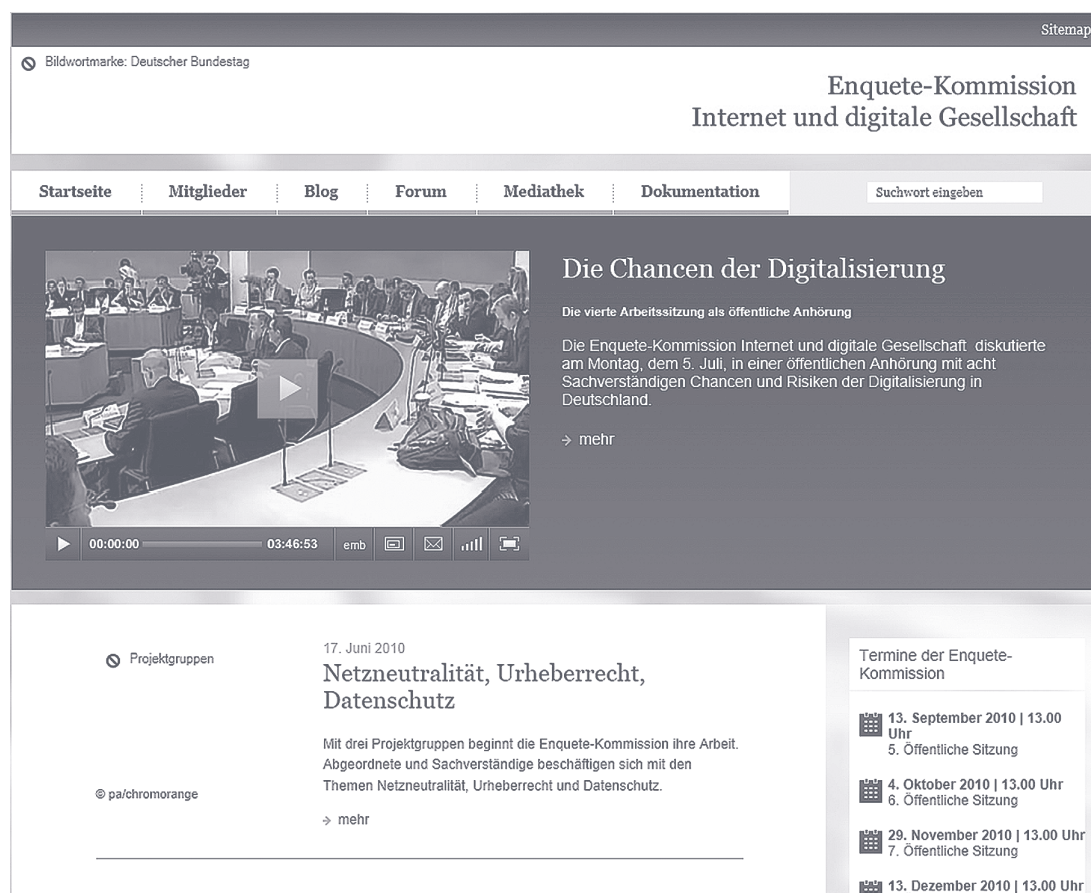 Sitemap
Bildwortmarke: Deutscher Bundestag
Enquete-Kommission
Internet und digitale Gesellschaft
Startseite
Mitglieder
Blog
Forum
Mediathek
Dokumentation
Suchwort eingeben
Die Chancen der Digitalisierung
Die vierte Arbeitssitzung als öffentliche Anhörung
Die Enquete-Kommission Internet und digitale Gesellschaft diskutierte
am Montag, dem 5. Juli, in einer öffentlichen Anhörung mit acht
Sachverständigen Chancen und Risiken der Digitalisierung in
Deutschland.
mehr
00:00:00
03:46:53
emb
Projektgruppen
© pa/chromorange
17. Juni 2010
Netzneutralität, Urheberrecht,
Datenschutz
Mit drei Projektgruppen beginnt die Enquete-Kommission ihre Arbeit.
Abgeordnete und Sachverständige beschäftigen sich mit den
Themen Netzneutralität, Urheberrecht und Datenschutz.
mehr
Termine der Enquete-
Kommission
13. September 2010 | 13.00
Uhr
5. Öffentliche Sitzung
4. Oktober 2010 | 13.00 Uhr
6. Öffentliche Sitzung
29. November 2010 | 13.00 Uhr
7. Öffentliche Sitzung
13. Dezember 2010 | 13.00 Uhr